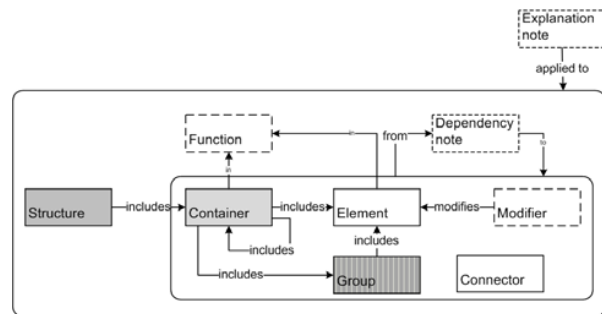 Explanation
note
applied to
Function
in
in
from
Dependency
note
to
Structure
includes
Container
includes
Element
modifies
Modifier
includes
includes
includes
Group
Connector